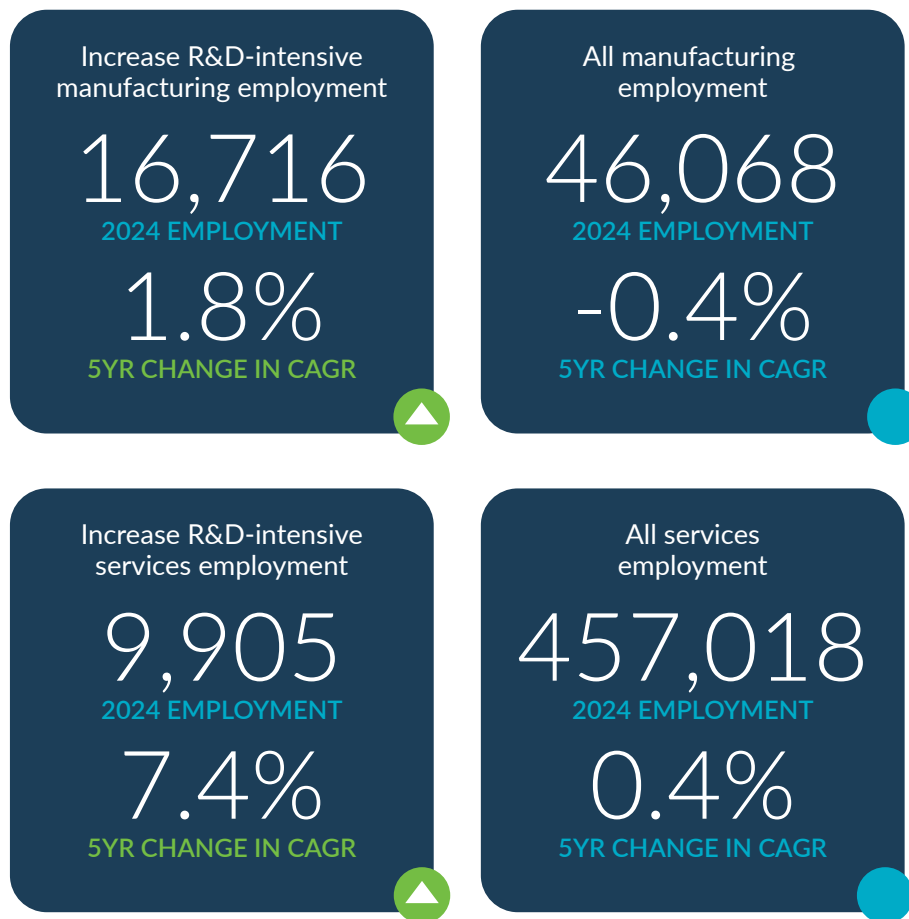 Increase R&D-intensive
manufacturing employment
16,716
2024 EMPLOYMENT
1.8%
5YR CHANGE IN CAGR
All manufacturing
employment
46,068
2024 EMPLOYMENT
-0.4%
5YR CHANGE IN CAGR
Increase R&D-intensive
services employment
9,905
2024 EMPLOYMENT
7.4%
5YR CHANGE IN CAGR
All services
employment
457,018
2024 EMPLOYMENT
0.4%
5YR CHANGE IN CAGR